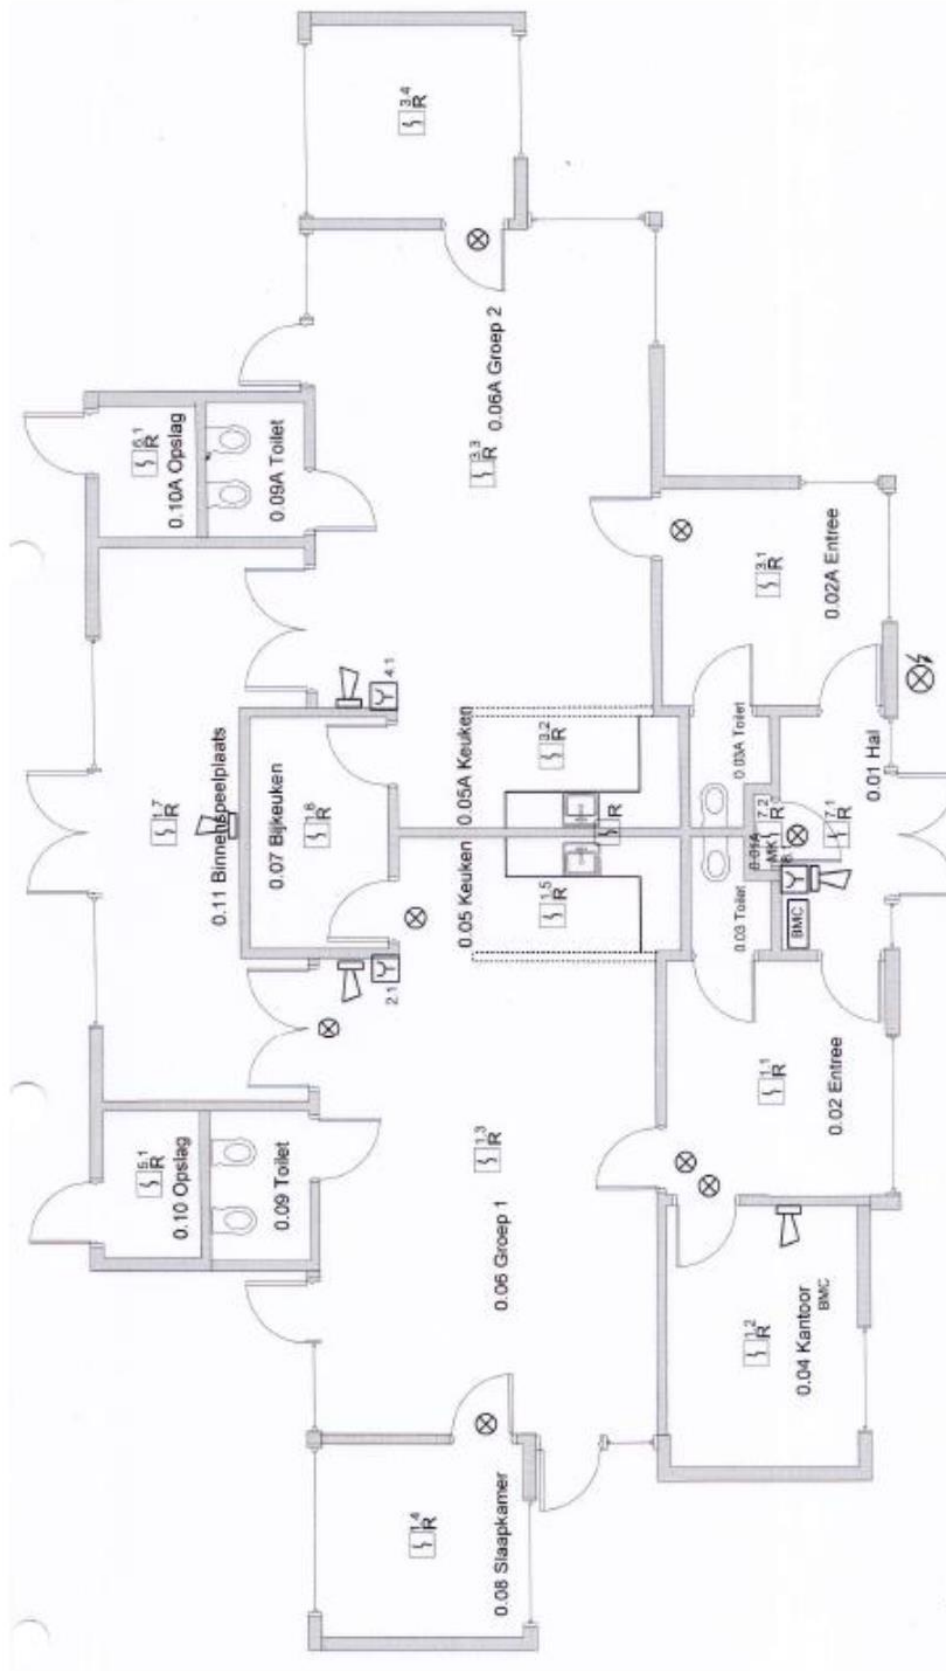 3.4
R
0.06A Groep 2
3.3
R
6.1
R
0.10A Opslag
0.09A Toilet
0.02A Entree
3.1
R
4.1
0.11 Binnenspeelplaats
1.7
R
0.07 Bijkeuken
1.6
R
0.05A Keuken
3.2
R
R
0.05 Keuken
1.5
R
0.03A Toilet
0.03 Toilet
0.01A
MK
7.2
R
7.1
R
0.01 Hal
BMC
2.1
1.1
R
0.02 Entree
1.3
R
0.06 Groep 1
5.1
R
0.10 Opslag
0.09 Toilet
1.2
R
0.04 Kantoor
BMC
1.4
R
0.08 Slaapkamer